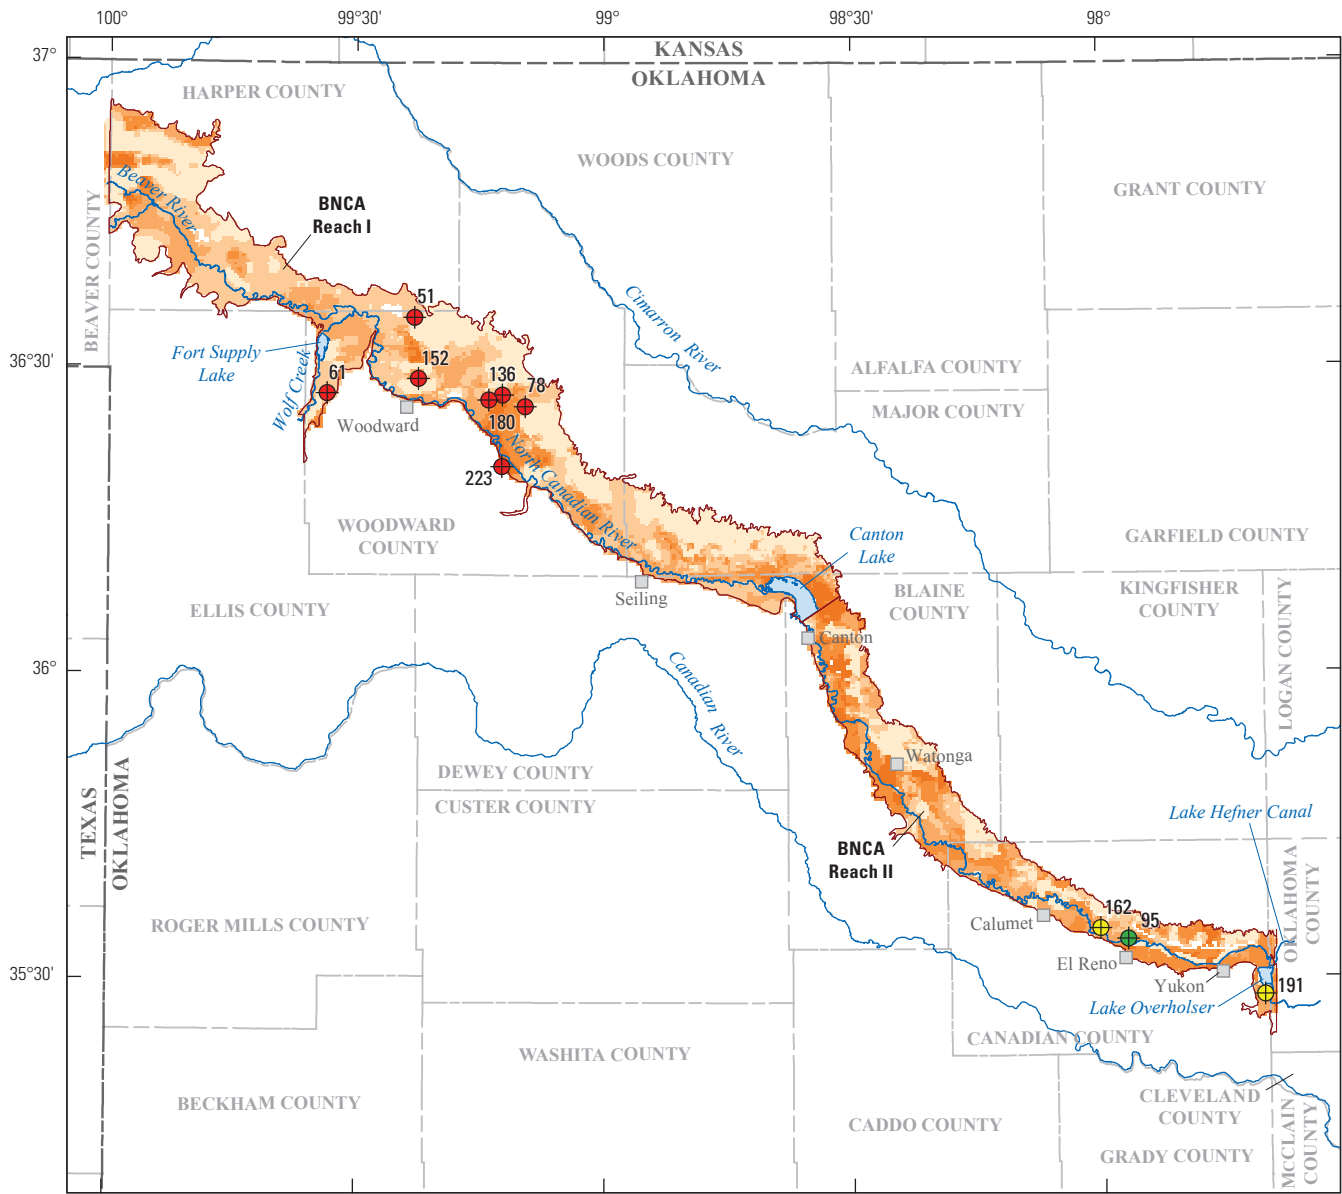 100°
99°30'
99°
98°30'
98°
37°
KANSAS
OKLAHOMA
HARPER COUNTY
WOODS COUNTY
GRANT COUNTY
Beaver River
BNCA
Reach I
BEAVER COUNTY
Cimarron River
51
36°30'
Fort Supply
Lake
Wolf Creek
61
152
136
78
180
223
Woodward
North Canadian River
ALFALFA COUNTY
MAJOR COUNTY
WOODWARD
COUNTY
Canton
Lake
GARFIELD COUNTY
Seiling
ELLIS COUNTY
BLAINE
COUNTY
KINGFISHER
COUNTY
LOGAN COUNTY
Canton
36°
Canadian
River
Watonga
DEWEY COUNTY
CUSTER COUNTY
TEXAS
OKLAHOMA
Lake Hefner Canal
BNCA
Reach II
OKLAHOMA
COUNTY
ROGER MILLS COUNTY
Calumet
162
95
El Reno
Yukon
35°30'
191
Lake Overholser
CANADIAN COUNTY
WASHITA COUNTY
BECKHAM COUNTY
CADDO COUNTY
CLEVELAND
COUNTY
GRADY COUNTY
McCLAIN
COUNTY